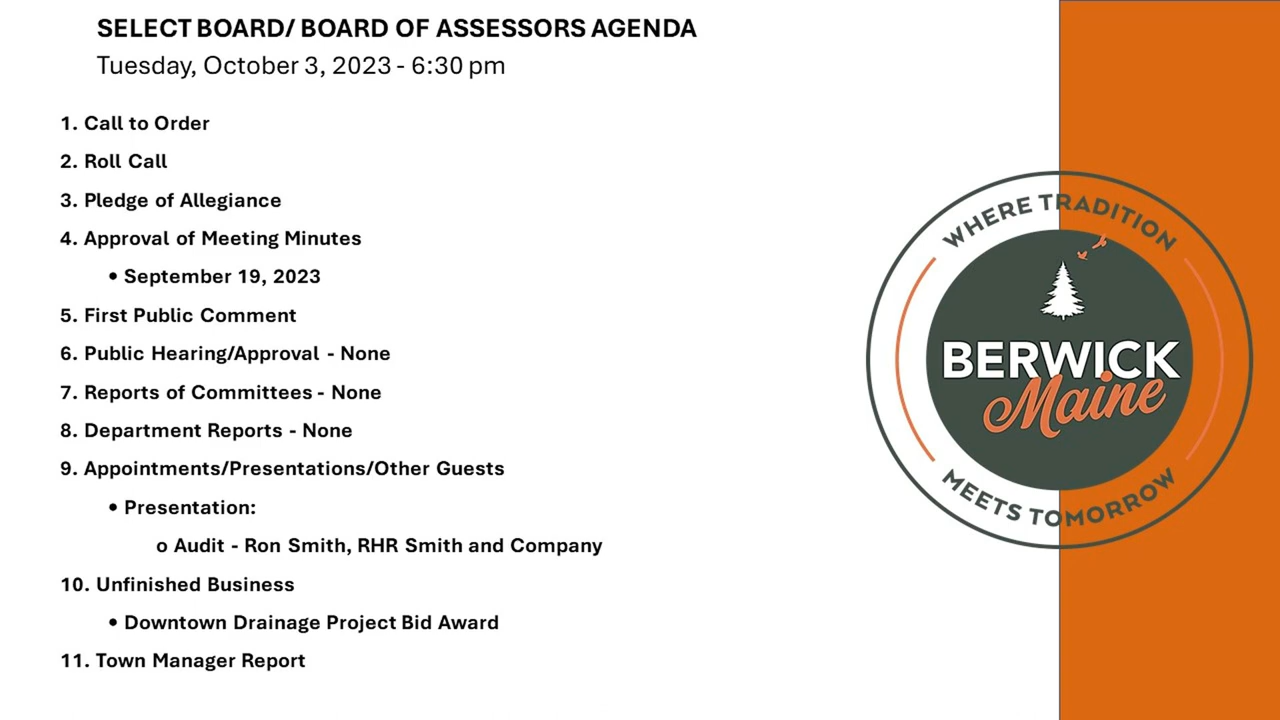 SELECT BOARD/ BOARD OF ASSESSORS AGENDA
Tuesday, October 3, 2023 - 6:30 pm
1. Call to Order
2. Roll Call
3. Pledge of Allegiance
4. Approval of Meeting Minutes
• September 19, 2023
5. First Public Comment
6. Public Hearing/Approval - None
7. Reports of Committees - None
8. Department Reports - None
9. Appointments/Presentations/Other Guests
• Presentation:
o Audit - Ron Smith, RHR Smith and Company
10. Unfinished Business
• Downtown Drainage Project Bid Award
11. Town Manager Report
WHERE TRADITION
BERWICK
Maine
MEETS TOMORROW